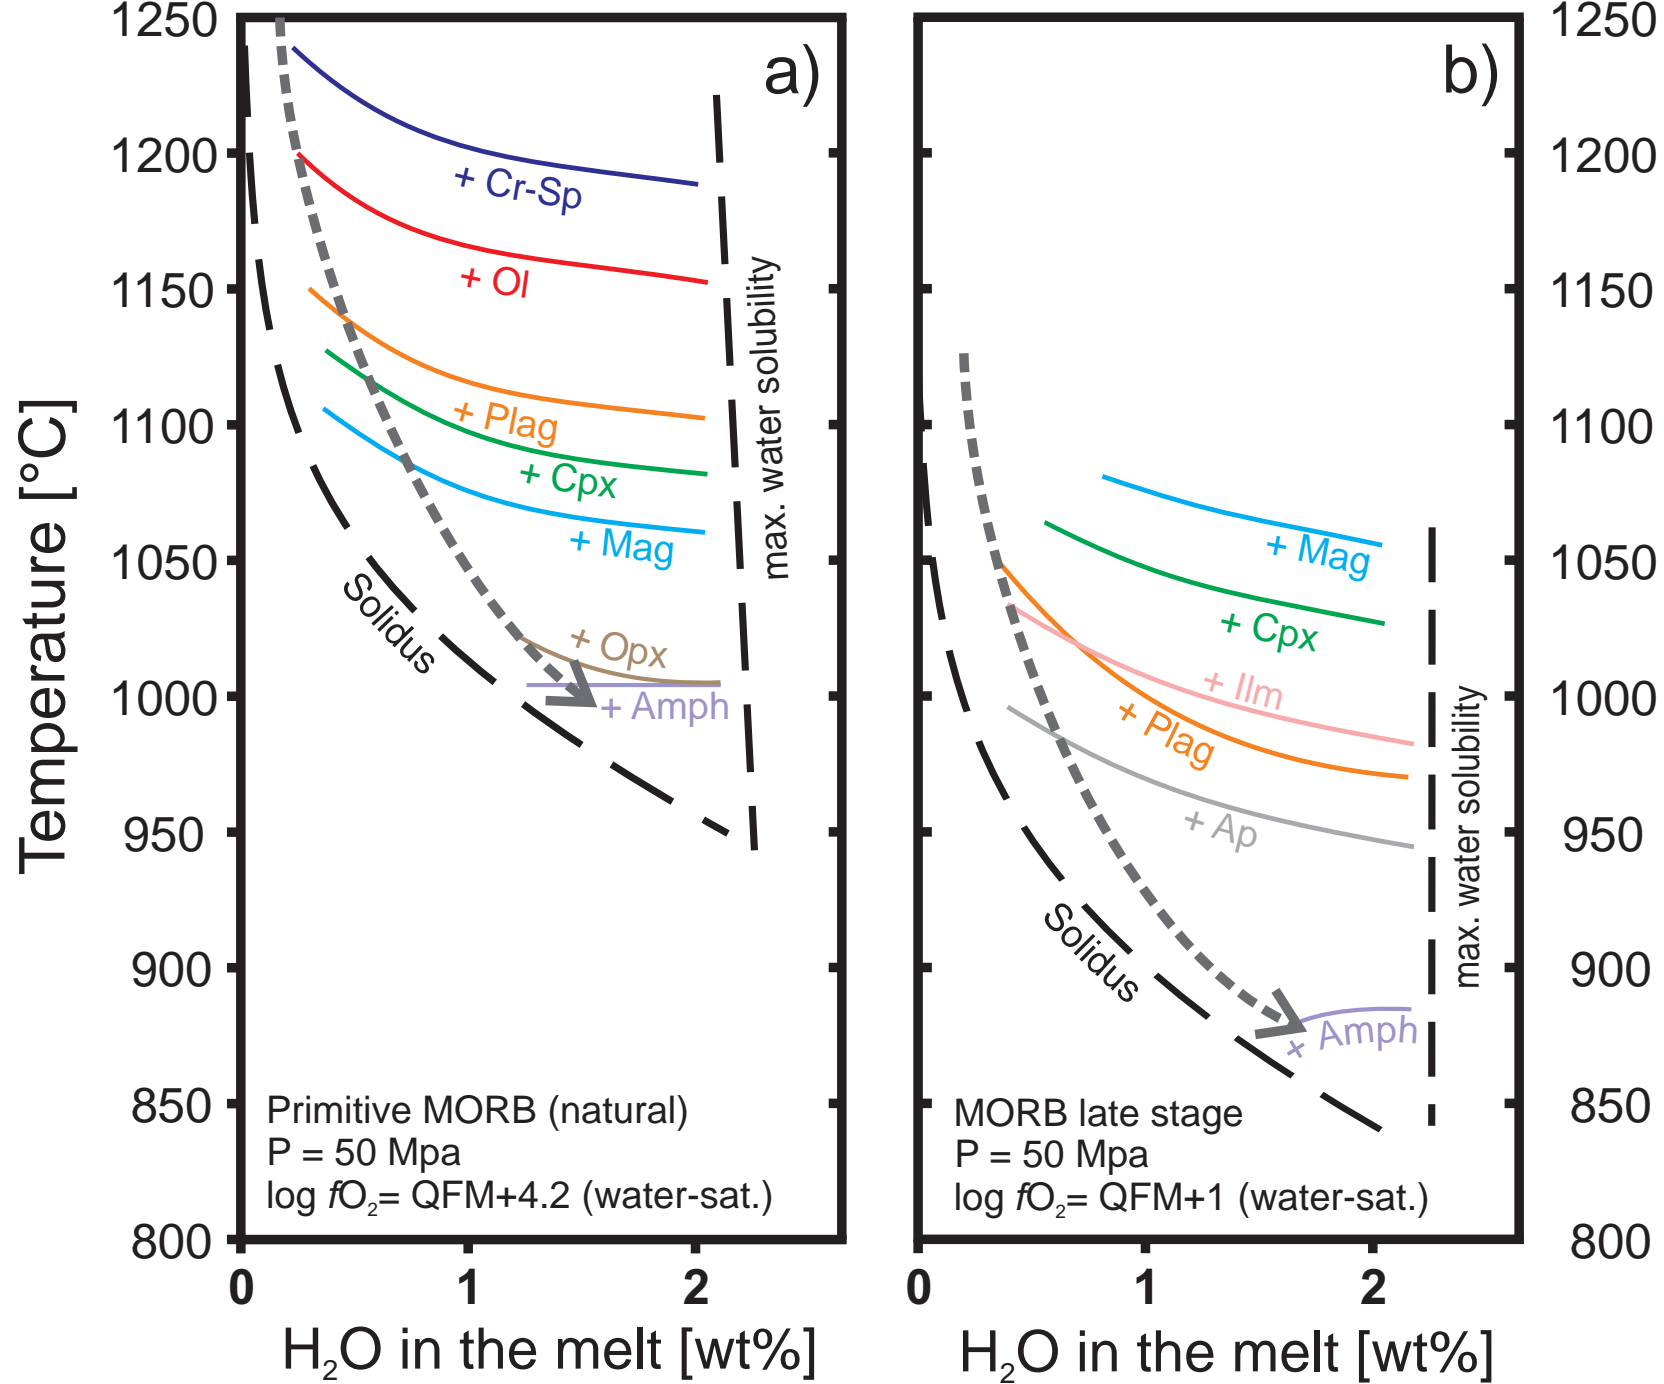 Temperature [°C]
1250
1200
1150
1100
1050
1000
950
900
850
800
a)
+ Cr-Sp
+ Ol
+ Plag
+ Cpx
+ Mag
+ Opx
+ Amph
Solidus
max. water solubility
Primitive MORB (natural)
P = 50 Mpa
log fO₂= QFM+4.2 (water-sat.)
0 1 2
H₂O in the melt [wt%]
b)
+ Mag
+ Cpx
+ Ilm
+ Plag
+ Ap
+ Amph
Solidus
max. water solubility
MORB late stage
P = 50 Mpa
log fO₂= QFM+1 (water-sat.)
0 1 2
H₂O in the melt [wt%]
1250
1200
1150
1100
1050
1000
950
900
850
800